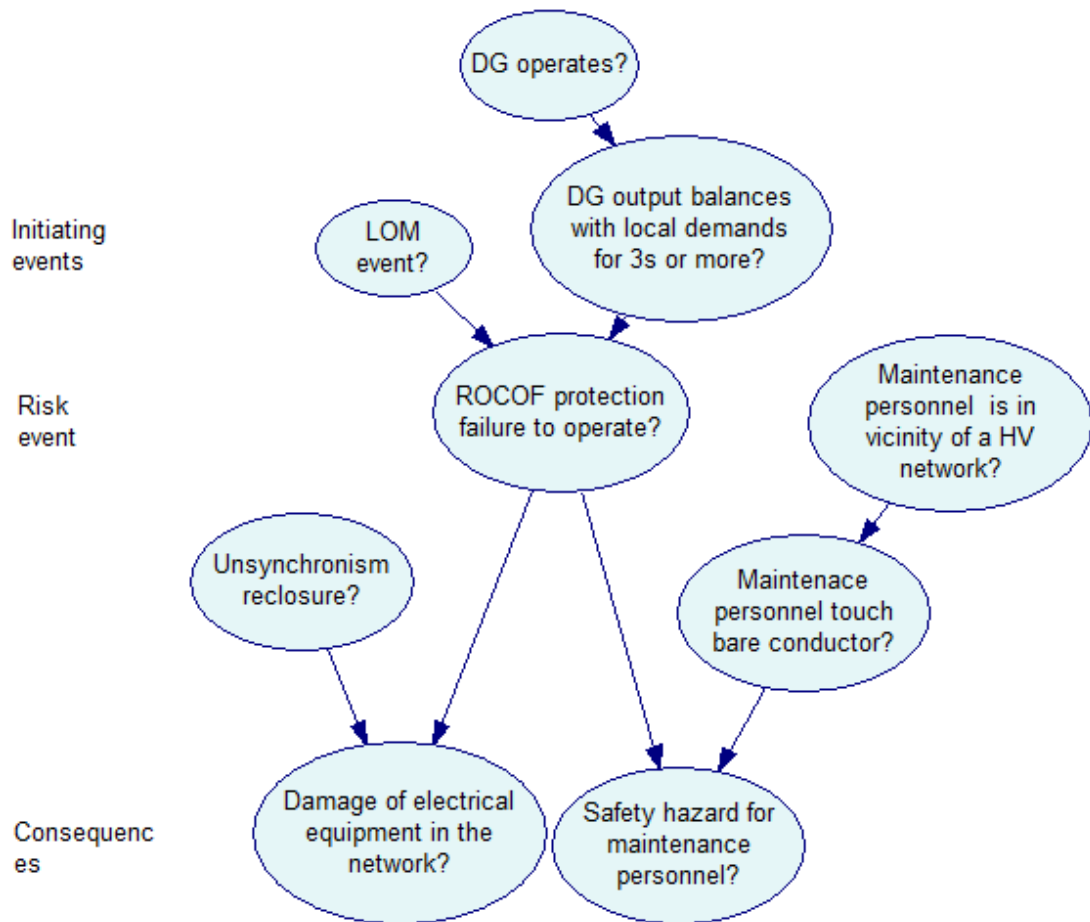 DG operates?
DG output balances
with local demands
for 3s or more?
Initiating
events
LOM
event?
Risk
event
ROCOF protection
failure to operate?
Maintenance
personnel is in
vicinity of a HV
network?
Unsynchronism
reclosure?
Maintenace
personnel touch
bare conductor?
Consequenc
es
Damage of electrical
equipment in the
network?
Safety hazard for
maintenance
personnel?